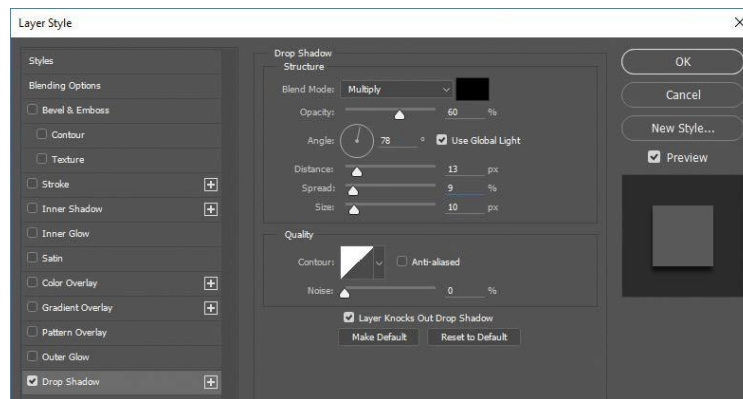 Layer Style
Styles
Blending Options
Bevel & Emboss
Contour
Texture
Stroke
Inner Shadow
Inner Glow
Satin
Color Overlay
Gradient Overlay
Pattern Overlay
Outer Glow
Drop Shadow
Drop Shadow
Structure
Blend Mode: Multiply
Opacity: 60 %
Angle: 78 ° Use Global Light
Distance: 13 px
Spread: 9 %
Size: 10 px
Quality
Contour: Anti-aliased
Noise: 0 %
Layer Knocks Out Drop Shadow
Make Default Reset to Default
OK
Cancel
New Style...
Preview